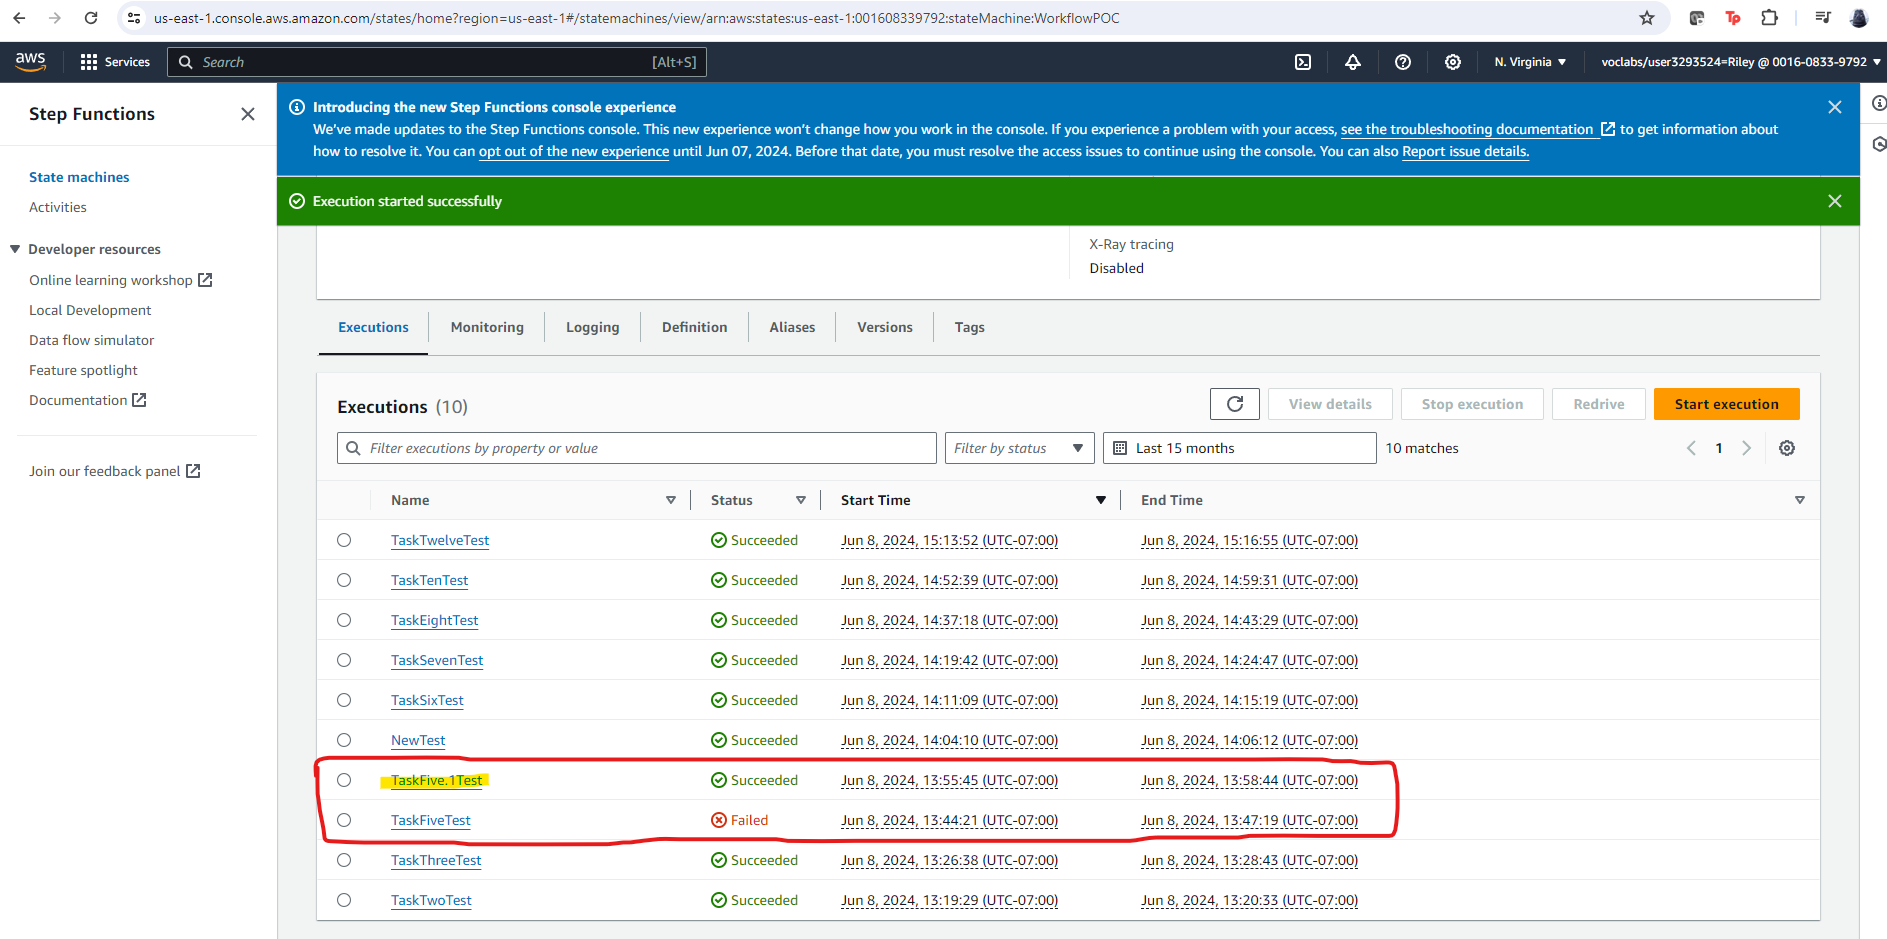 us-east-1.console.aws.amazon.com/states/home?region=us-east-1#/statemachines/view/arn:aws:states:us-east-1:001608339792:stateMachine:WorkflowPOC
Tp
aws Services Search [Alt+S] N. Virginia voclabs/user3293524=Riley @ 0016-0833-9792
Step Functions
State machines
Activities
Developer resources
Online learning workshop
Local Development
Data flow simulator
Feature spotlight
Documentation
Join our feedback panel
Introducing the new Step Functions console experience
We've made updates to the Step Functions console. This new experience won't change how you work in the console. If you experience a problem with your access, see the troubleshooting documentation to get information about
how to resolve it. You can opt out of the new experience until Jun 07, 2024. Before that date, you must resolve the access issues to continue using the console. You can also Report issue details.
Execution started successfully
X-Ray tracing
Disabled
Executions Monitoring Logging Definition Aliases Versions Tags
Executions (10) View details Stop execution Redrive Start execution
Filter executions by property or value Filter by status Last 15 months 10 matches 1
Name Status Start Time End Time
TaskTwelveTest Succeeded Jun 8, 2024, 15:13:52 (UTC-07:00) Jun 8, 2024, 15:16:55 (UTC-07:00)
TaskTenTest Succeeded Jun 8, 2024, 14:52:39 (UTC-07:00) Jun 8, 2024, 14:59:31 (UTC-07:00)
TaskEightTest Succeeded Jun 8, 2024, 14:37:18 (UTC-07:00) Jun 8, 2024, 14:43:29 (UTC-07:00)
TaskSevenTest Succeeded Jun 8, 2024, 14:19:42 (UTC-07:00) Jun 8, 2024, 14:24:47 (UTC-07:00)
TaskSixTest Succeeded Jun 8, 2024, 14:11:09 (UTC-07:00) Jun 8, 2024, 14:15:19 (UTC-07:00)
NewTest Succeeded Jun 8, 2024, 14:04:10 (UTC-07:00) Jun 8, 2024, 14:06:12 (UTC-07:00)
TaskFive.1Test Succeeded Jun 8, 2024, 13:55:45 (UTC-07:00) Jun 8, 2024, 13:58:44 (UTC-07:00)
TaskFiveTest Failed Jun 8, 2024, 13:44:21 (UTC-07:00) Jun 8, 2024, 13:47:19 (UTC-07:00)
TaskThreeTest Succeeded Jun 8, 2024, 13:26:38 (UTC-07:00) Jun 8, 2024, 13:28:43 (UTC-07:00)
TaskTwoTest Succeeded Jun 8, 2024, 13:19:29 (UTC-07:00) Jun 8, 2024, 13:20:33 (UTC-07:00)